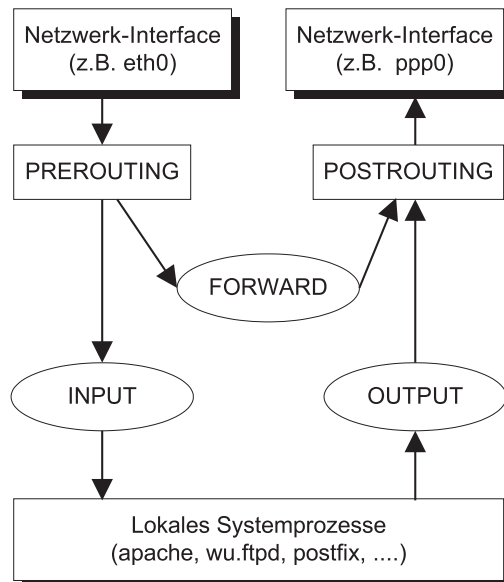 Netzwerk-Interface
(z.B. eth0)
Netzwerk-Interface
(z.B. ppp0)
PREROUTING
POSTROUTING
FORWARD
INPUT
OUTPUT
Lokales Systemprozesse
(apache, wu.ftpd, postfix, ....)